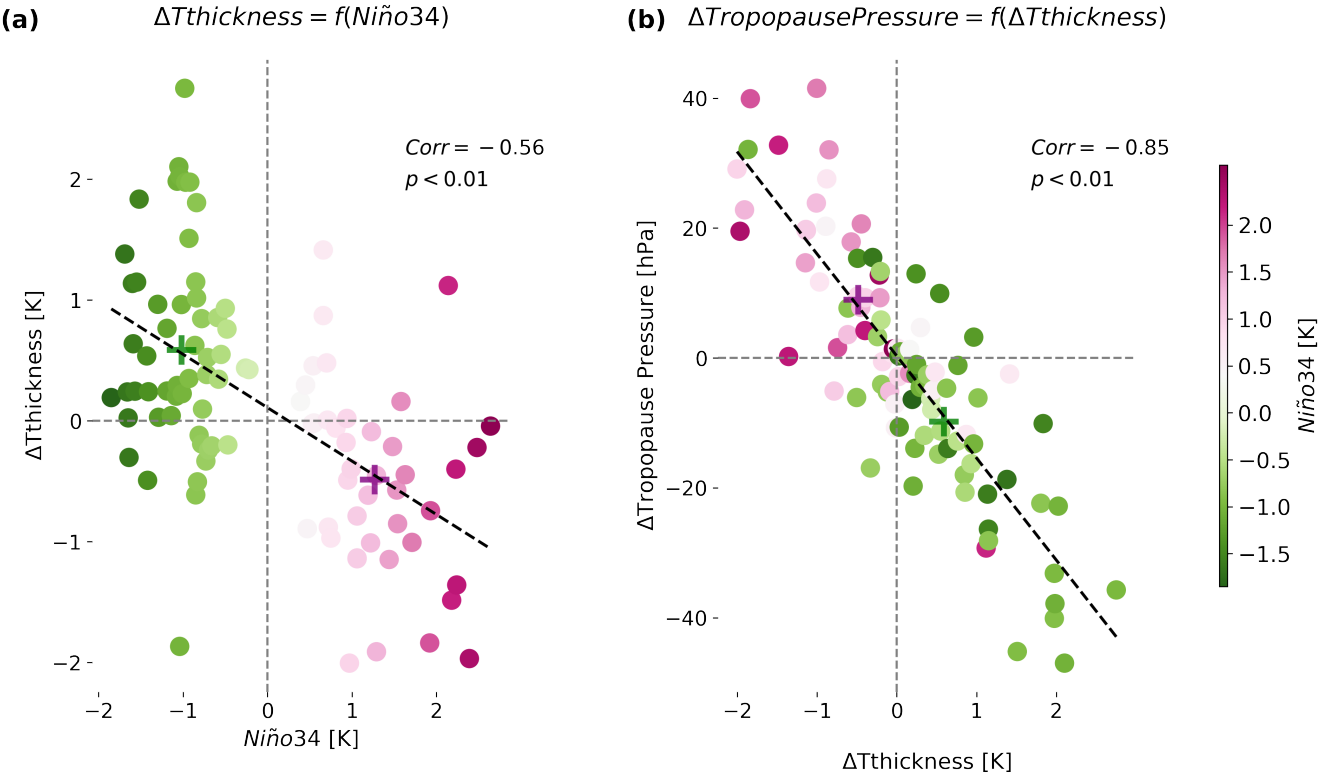 (a)
ΔTthickness = f(Niño34)
Corr = −0.56
p < 0.01
2
1
0
−1
−2
ΔTthickness [K]
−2
−1
0
1
2
Niño34 [K]
(b)
ΔTropopausePressure = f(ΔTthickness)
Corr = −0.85
p < 0.01
40
20
0
−20
−40
ΔTropopause Pressure [hPa]
−2
−1
0
1
2
ΔTthickness [K]
2.0
1.5
1.0
0.5
0.0
−0.5
−1.0
−1.5
Niño34 [K]